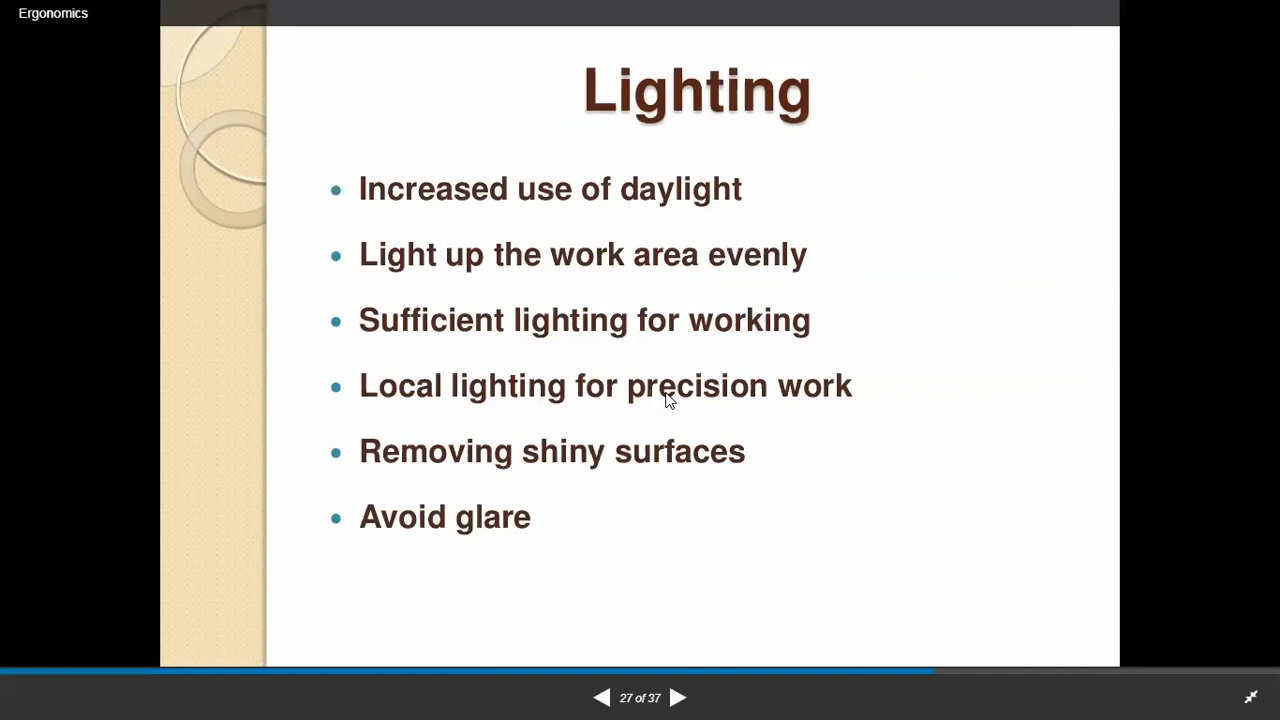 Ergonomics
Lighting
Increased use of daylight
Light up the work area evenly
Sufficient lighting for working
Local lighting for precision work
Removing shiny surfaces
Avoid glare
27 of 37